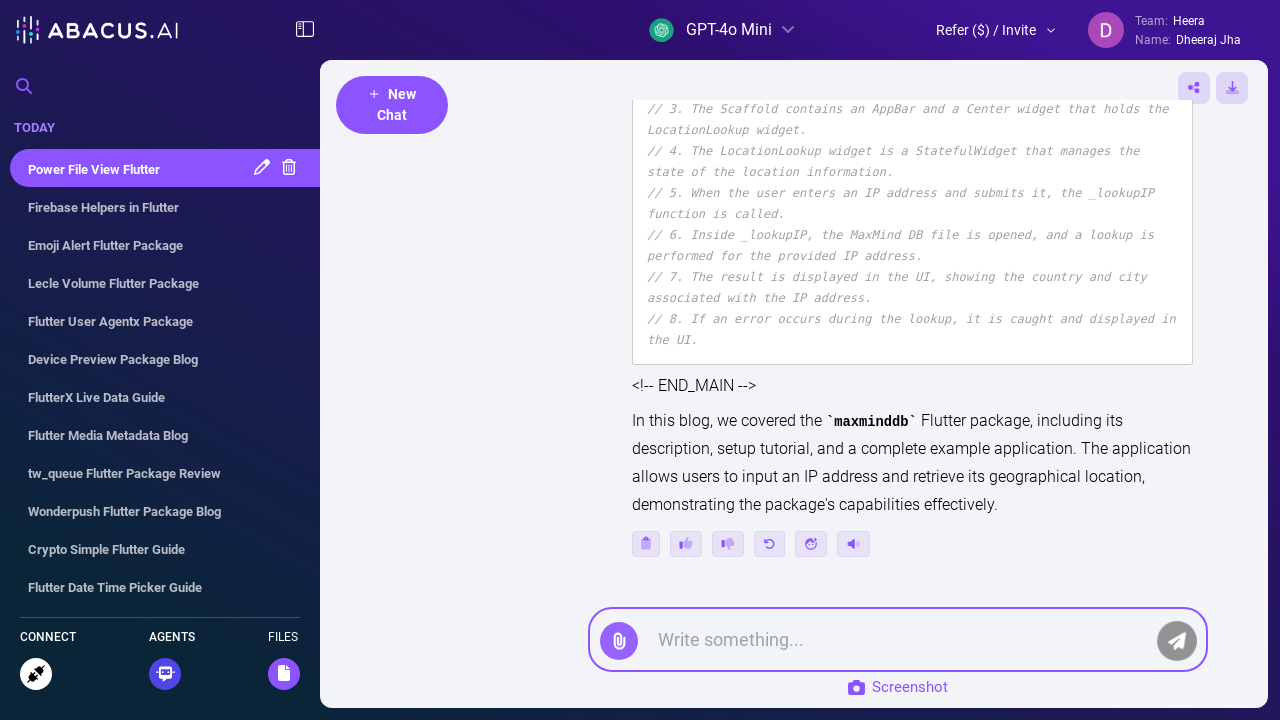 ABACUS.AI
GPT-4o Mini
Refer ($) / Invite
D
Team: Heera
Name: Dheeraj Jha
TODAY
Power File View Flutter
Firebase Helpers in Flutter
Emoji Alert Flutter Package
Lecle Volume Flutter Package
Flutter User Agentx Package
Device Preview Package Blog
FlutterX Live Data Guide
Flutter Media Metadata Blog
tw_queue Flutter Package Review
Wonderpush Flutter Package Blog
Crypto Simple Flutter Guide
Flutter Date Time Picker Guide
CONNECT
AGENTS
FILES
+ New
Chat
// 3. The Scaffold contains an AppBar and a Center widget that holds the
LocationLookup widget.
// 4. The LocationLookup widget is a StatefulWidget that manages the
state of the location information.
// 5. When the user enters an IP address and submits it, the _lookupIP
function is called.
// 6. Inside _lookupIP, the MaxMind DB file is opened, and a lookup is
performed for the provided IP address.
// 7. The result is displayed in the UI, showing the country and city
associated with the IP address.
// 8. If an error occurs during the lookup, it is caught and displayed in
the UI.
<!-- END_MAIN -->
In this blog, we covered the `maxminddb` Flutter package, including its
description, setup tutorial, and a complete example application. The application
allows users to input an IP address and retrieve its geographical location,
demonstrating the package's capabilities effectively.
Write something...
Screenshot